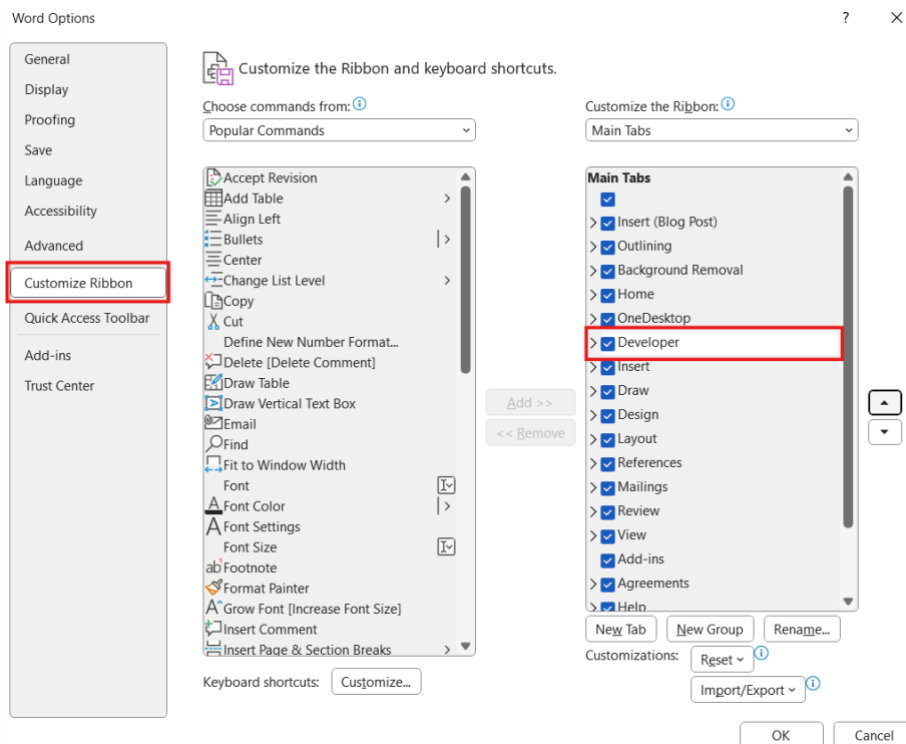 Word Options
?
General
Display
Proofing
Save
Language
Accessibility
Advanced
Customize Ribbon
Quick Access Toolbar
Add-ins
Trust Center
Customize the Ribbon and keyboard shortcuts.
Choose commands from:
Popular Commands
Accept Revision
Add Table
Align Left
Bullets
Center
Change List Level
Copy
Cut
Define New Number Format...
Delete [Delete Comment]
Draw Table
Draw Vertical Text Box
Email
Find
Fit to Window Width
Font
Font Color
Font Settings
Font Size
Footnote
Format Painter
Grow Font [Increase Font Size]
Insert Comment
Insert Page & Section Breaks
Keyboard shortcuts: Customize...
Add >>
<< Remove
Customize the Ribbon:
Main Tabs
Main Tabs
Insert (Blog Post)
Outlining
Background Removal
Home
OneDesktop
Developer
Insert
Draw
Design
Layout
References
Mailings
Review
View
Add-ins
Agreements
Help
New Tab New Group Rename...
Customizations: Reset
Import/Export
OK Cancel